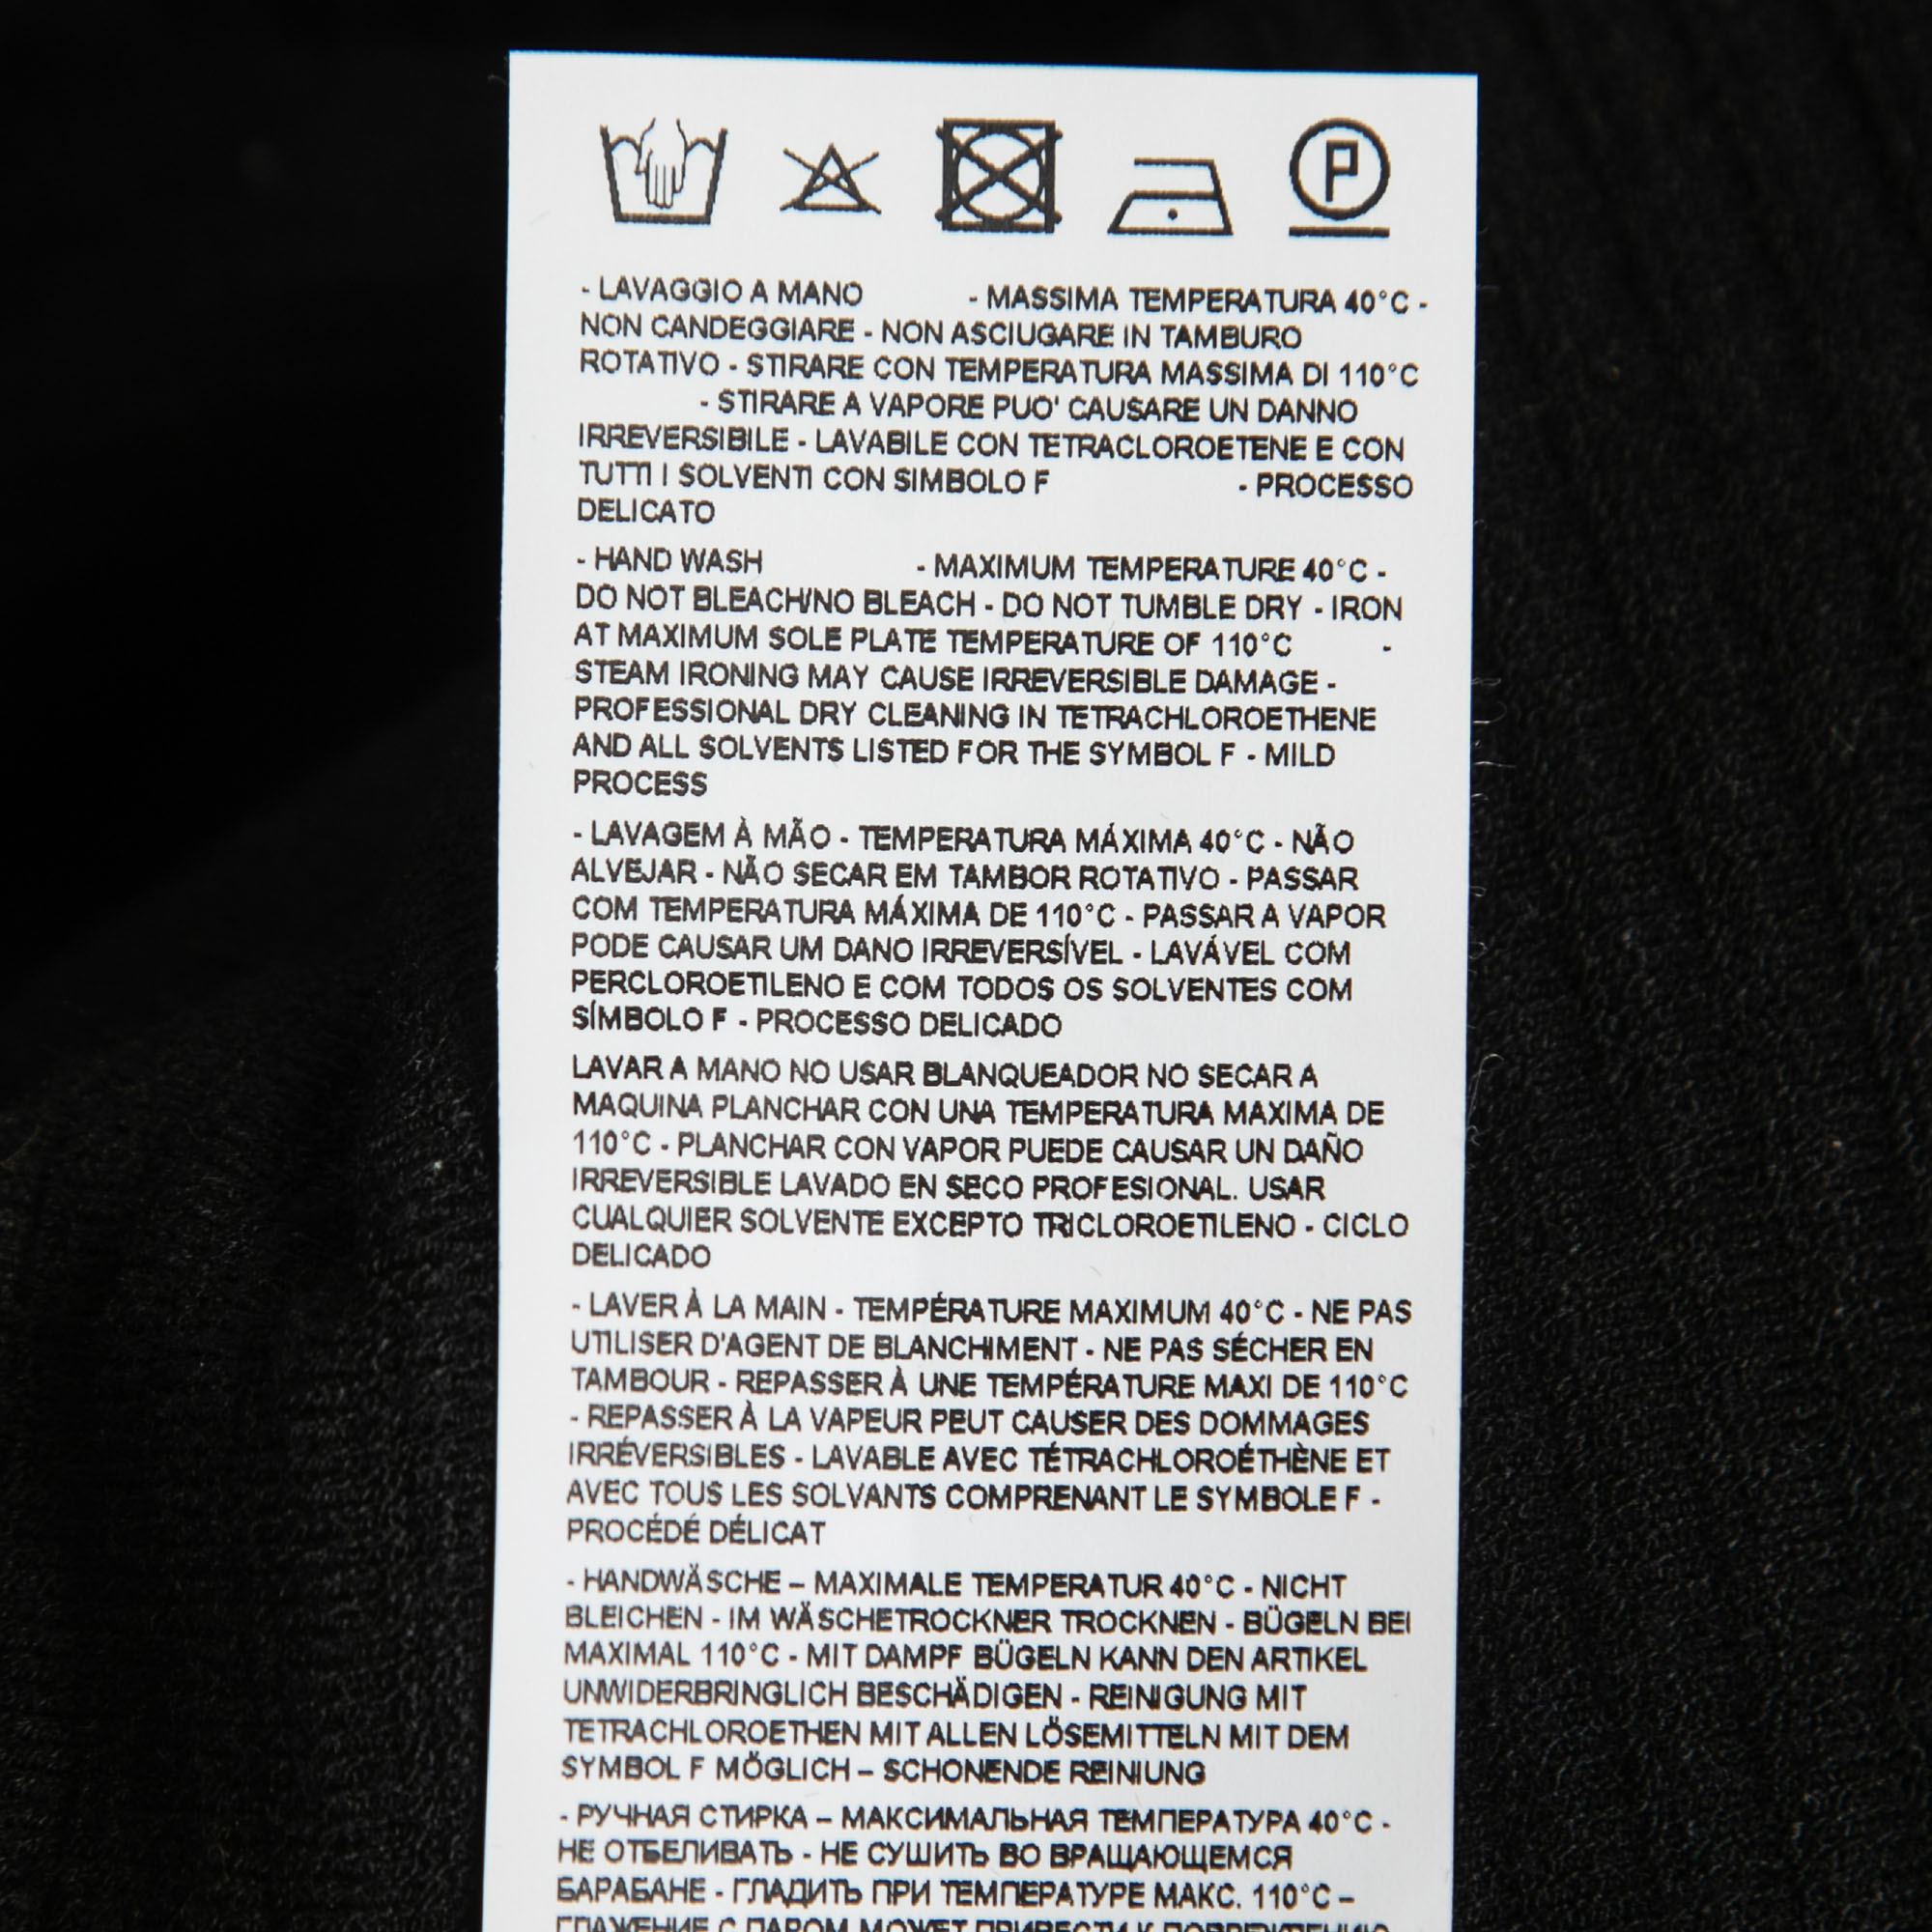 P
- LAVAGGIO A MANO - MASSIMA TEMPERATURA 40°C -
NON CANDEGGIARE - NON ASCIUGARE IN TAMBURO
ROTATIVO - STIRARE CON TEMPERATURA MASSIMA DI 110°C
- STIRARE A VAPORE PUO' CAUSARE UN DANNO
IRREVERSIBILE - LAVABILE CON TETRACLOROETENE E CON
TUTTI I SOLVENTI CON SIMBOLO F - PROCESSO
DELICATO
- HAND WASH - MAXIMUM TEMPERATURE 40°C -
DO NOT BLEACH/NO BLEACH - DO NOT TUMBLE DRY - IRON
AT MAXIMUM SOLE PLATE TEMPERATURE OF 110°C -
STEAM IRONING MAY CAUSE IRREVERSIBLE DAMAGE -
PROFESSIONAL DRY CLEANING IN TETRACHLOROETHENE
AND ALL SOLVENTS LISTED FOR THE SYMBOL F - MILD
PROCESS
- LAVAGEM À MÃO - TEMPERATURA MÁXIMA 40°C - NÃO
ALVEJAR - NÃO SECAR EM TAMBOR ROTATIVO - PASSAR
COM TEMPERATURA MÁXIMA DE 110°C - PASSAR A VAPOR
PODE CAUSAR UM DANO IRREVERSÍVEL - LAVÁVEL COM
PERCLOROETILENO E COM TODOS OS SOLVENTES COM
SÍMBOLO F - PROCESSO DELICADO
LAVAR A MANO NO USAR BLANQUEADOR NO SECAR A
MAQUINA PLANCHAR CON UNA TEMPERATURA MAXIMA DE
110°C - PLANCHAR CON VAPOR PUEDE CAUSAR UN DAÑO
IRREVERSIBLE LAVADO EN SECO PROFESIONAL. USAR
CUALQUIER SOLVENTE EXCEPTO TRICLOROETILENO - CICLO
DELICADO
- LAVER À LA MAIN - TEMPÉRATURE MAXIMUM 40°C - NE PAS
UTILISER D'AGENT DE BLANCHIMENT - NE PAS SÉCHER EN
TAMBOUR - REPASSER À UNE TEMPÉRATURE MAXI DE 110°C
- REPASSER À LA VAPEUR PEUT CAUSER DES DOMMAGES
IRRÉVERSIBLES - LAVABLE AVEC TÉTRACHLOROÉTHÈNE ET
AVEC TOUS LES SOLVANTS COMPRENANT LE SYMBOLE F -
PROCÉDÉ DÉLICAT
- HANDWÄSCHE – MAXIMALE TEMPERATUR 40°C - NICHT
BLEICHEN - IM WÄSCHETROCKNER TROCKNEN - BÜGELN BEI
MAXIMAL 110°C - MIT DAMPF BÜGELN KANN DEN ARTIKEL
UNWIDERBRINGLICH BESCHÄDIGEN - REINIGUNG MIT
TETRACHLOROETHEN MIT ALLEN LÖSEMITTELN MIT DEM
SYMBOL F MÖGLICH – SCHONENDE REINIUNG
- РУЧНАЯ СТИРКА – МАКСИМАЛЬНАЯ ТЕМПЕРАТУРА 40°C -
НЕ ОТБЕЛИВАТЬ - НЕ СУШИТЬ ВО ВРАЩАЮЩЕМСЯ
БАРАБАНЕ - ГЛАДИТЬ ПРИ ТЕМПЕРАТУРЕ МАКС. 110°C –
ГЛАЖЕНИЕ С ПАРОМ МОЖЕТ ПРИВЕСТИ К